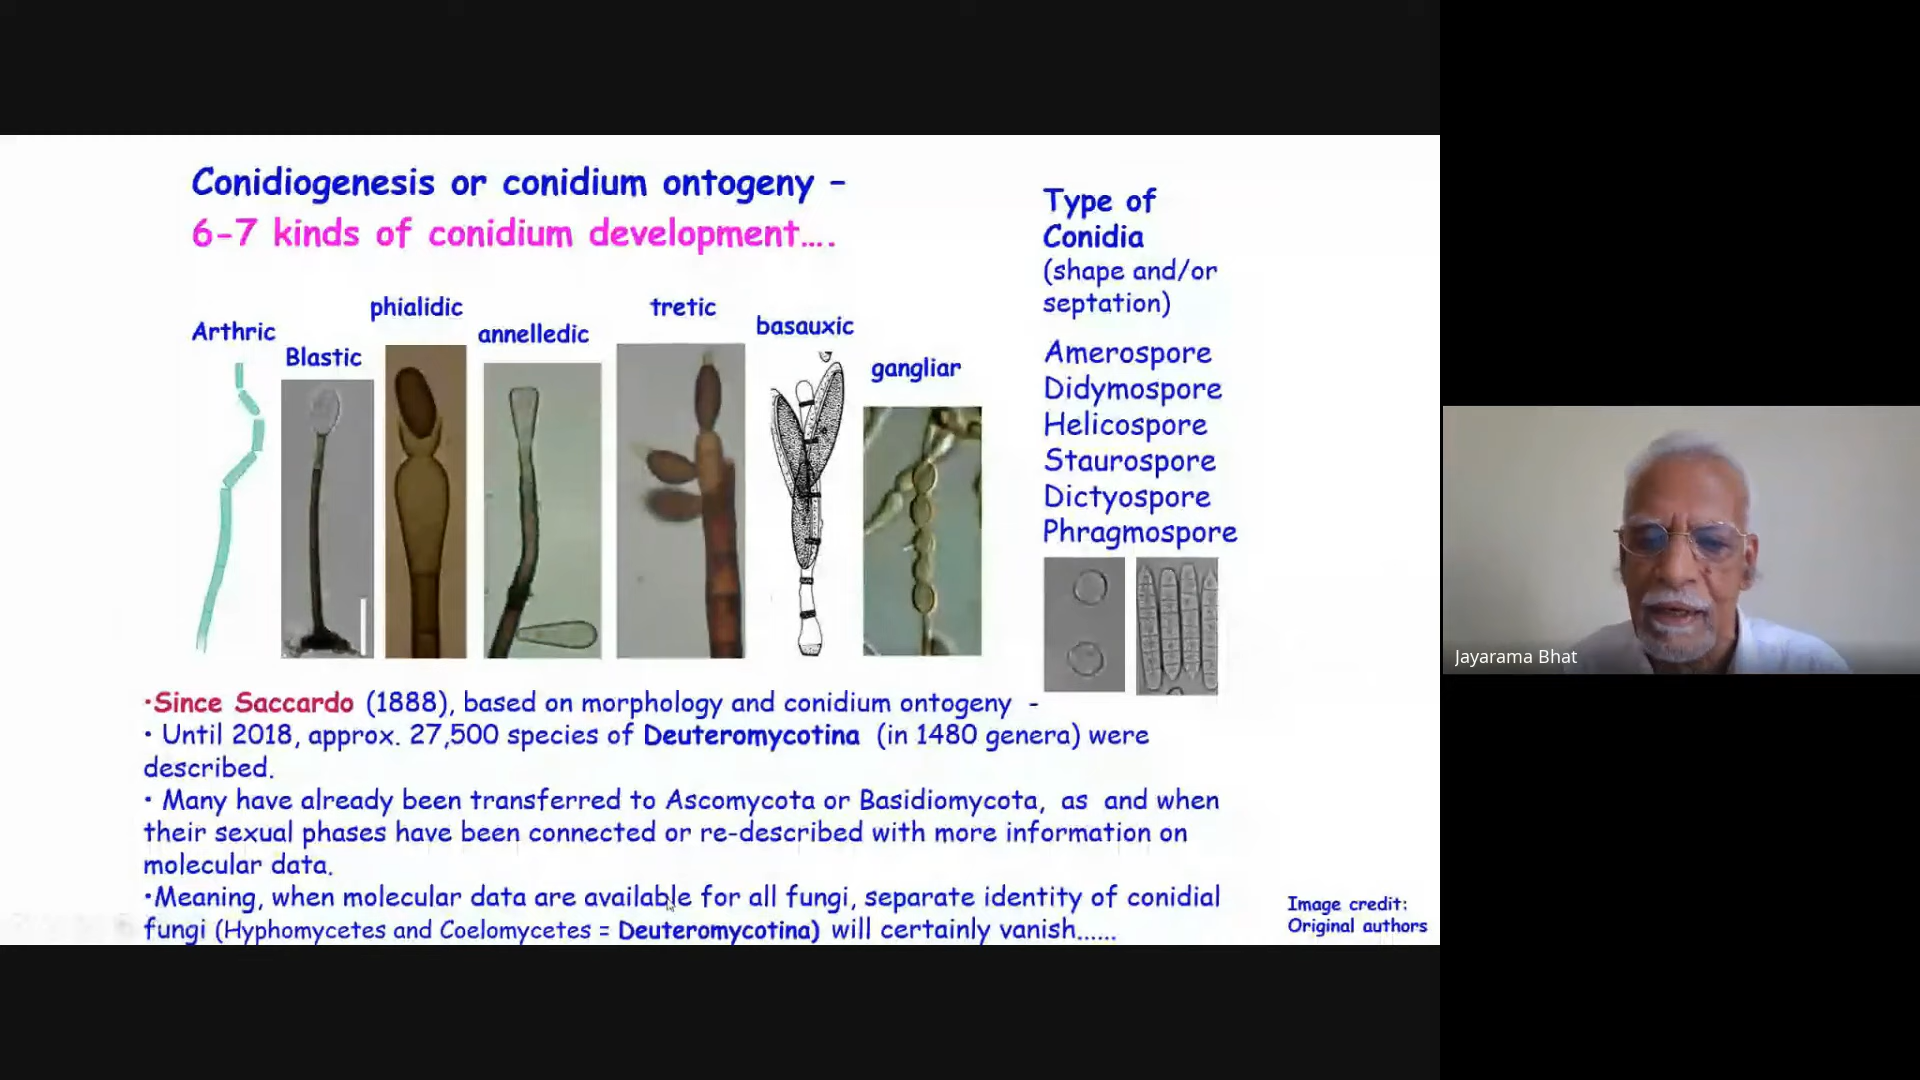 Conidiogenesis or conidium ontogeny –
6-7 kinds of conidium development….
Arthric
Blastic
phialidic
annelledic
tretic
basauxic
gangliar
Type of
Conidia
(shape and/or
septation)
Amerospore
Didymospore
Helicospore
Staurospore
Dictyospore
Phragmospore
•Since Saccardo (1888), based on morphology and conidium ontogeny -
• Until 2018, approx. 27,500 species of Deuteromycotina (in 1480 genera) were
described.
• Many have already been transferred to Ascomycota or Basidiomycota, as and when
their sexual phases have been connected or re-described with more information on
molecular data.
•Meaning, when molecular data are available for all fungi, separate identity of conidial
fungi (Hyphomycetes and Coelomycetes = Deuteromycotina) will certainly vanish......
Image credit:
Original authors
Jayarama Bhat